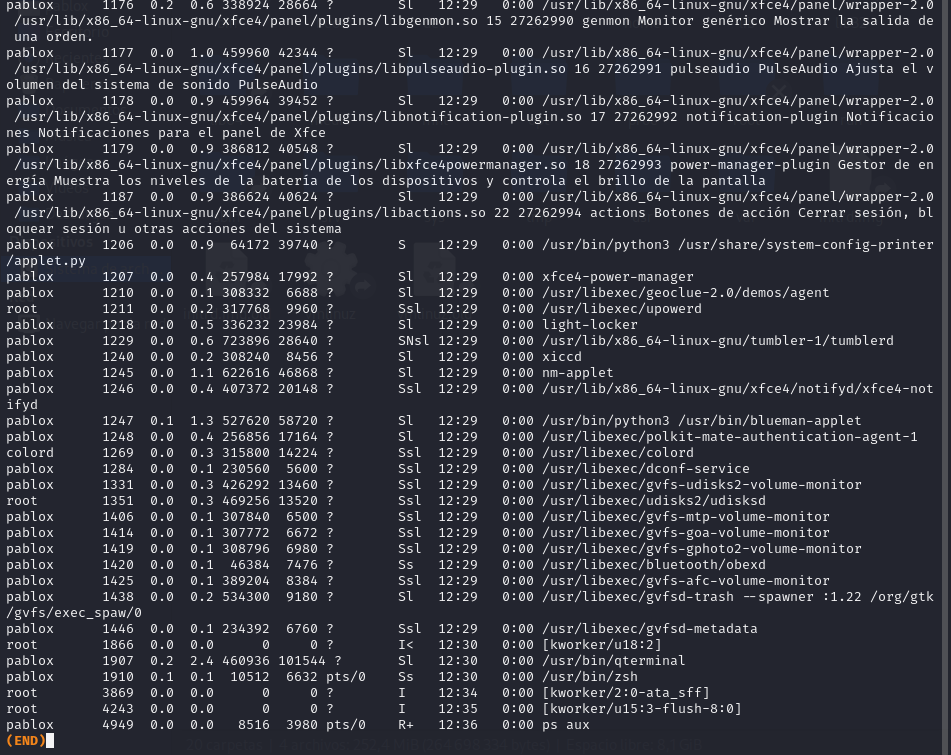 pablox      1176  0.2  0.6 338924 28664 ?        Sl   12:29   0:00 /usr/lib/x86_64-linux-gnu/xfce4/panel/wrapper-2.0
 /usr/lib/x86_64-linux-gnu/xfce4/panel/plugins/libgenmon.so 15 27262990 genmon Monitor genérico Mostrar la salida de
 una orden.
pablox      1177  0.0  1.0 459960 42344 ?        Sl   12:29   0:00 /usr/lib/x86_64-linux-gnu/xfce4/panel/wrapper-2.0
 /usr/lib/x86_64-linux-gnu/xfce4/panel/plugins/libpulseaudio-plugin.so 16 27262991 pulseaudio PulseAudio Ajusta el v
olumen del sistema de sonido PulseAudio
pablox      1178  0.0  0.9 459964 39452 ?        Sl   12:29   0:00 /usr/lib/x86_64-linux-gnu/xfce4/panel/wrapper-2.0
 /usr/lib/x86_64-linux-gnu/xfce4/panel/plugins/libnotification-plugin.so 17 27262992 notification-plugin Notificacio
nes Notificaciones para el panel de Xfce
pablox      1179  0.0  0.9 386812 40548 ?        Sl   12:29   0:00 /usr/lib/x86_64-linux-gnu/xfce4/panel/wrapper-2.0
 /usr/lib/x86_64-linux-gnu/xfce4/panel/plugins/libxfce4powermanager.so 18 27262993 power-manager-plugin Gestor de en
ergía Muestra los niveles de la batería de los dispositivos y controla el brillo de la pantalla
pablox      1187  0.0  0.9 386624 40624 ?        Sl   12:29   0:00 /usr/lib/x86_64-linux-gnu/xfce4/panel/wrapper-2.0
 /usr/lib/x86_64-linux-gnu/xfce4/panel/plugins/libactions.so 22 27262994 actions Botones de acción Cerrar sesión, bl
oquear sesión u otras acciones del sistema
pablox      1206  0.0  0.9  64172 39740 ?        S    12:29   0:00 /usr/bin/python3 /usr/share/system-config-printer
/applet.py
pablox      1207  0.0  0.4 257984 17992 ?        Sl   12:29   0:00 xfce4-power-manager
pablox      1210  0.0  0.1 308332  6688 ?        Sl   12:29   0:00 /usr/libexec/geoclue-2.0/demos/agent
root        1211  0.0  0.2 317768  9960 ?        Ssl  12:29   0:00 /usr/libexec/upowerd
pablox      1218  0.0  0.5 336232 23984 ?        Sl   12:29   0:00 light-locker
pablox      1229  0.0  0.6 723896 28640 ?        SNsl 12:29   0:00 /usr/lib/x86_64-linux-gnu/tumbler-1/tumblerd
pablox      1240  0.0  0.2 308240  8456 ?        Sl   12:29   0:00 xiccd
pablox      1245  0.0  1.1 622616 46868 ?        Sl   12:29   0:00 nm-applet
pablox      1246  0.0  0.4 407372 20148 ?        Ssl  12:29   0:00 /usr/lib/x86_64-linux-gnu/xfce4/notifyd/xfce4-not
ifyd
pablox      1247  0.1  1.3 527620 58720 ?        Sl   12:29   0:00 /usr/bin/python3 /usr/bin/blueman-applet
pablox      1248  0.0  0.4 256856 17164 ?        Sl   12:29   0:00 /usr/libexec/polkit-mate-authentication-agent-1
colord      1269  0.0  0.3 315800 14224 ?        Ssl  12:29   0:00 /usr/libexec/colord
pablox      1284  0.0  0.1 230560  5600 ?        Ssl  12:29   0:00 /usr/libexec/dconf-service
pablox      1331  0.0  0.3 426292 13460 ?        Ssl  12:29   0:00 /usr/libexec/gvfs-udisks2-volume-monitor
root        1351  0.0  0.3 469256 13520 ?        Ssl  12:29   0:00 /usr/libexec/udisks2/udisksd
pablox      1406  0.0  0.1 307840  6500 ?        Ssl  12:29   0:00 /usr/libexec/gvfs-mtp-volume-monitor
pablox      1414  0.0  0.1 307772  6672 ?        Ssl  12:29   0:00 /usr/libexec/gvfs-goa-volume-monitor
pablox      1419  0.0  0.1 308796  6980 ?        Ssl  12:29   0:00 /usr/libexec/gvfs-gphoto2-volume-monitor
pablox      1420  0.0  0.1  46384  7476 ?        Ss   12:29   0:00 /usr/libexec/bluetooth/obexd
pablox      1425  0.0  0.1 389204  8384 ?        Ssl  12:29   0:00 /usr/libexec/gvfs-afc-volume-monitor
pablox      1438  0.0  0.2 534300  9180 ?        Sl   12:29   0:00 /usr/libexec/gvfsd-trash --spawner :1.22 /org/gtk
/gvfs/exec_spaw/0
pablox      1446  0.0  0.1 234392  6760 ?        Ssl  12:29   0:00 /usr/libexec/gvfsd-metadata
root        1866  0.0  0.0      0     0 ?        I<   12:30   0:00 [kworker/u18:2]
pablox      1907  0.2  2.4 460936 101544 ?       Sl   12:30   0:00 /usr/bin/qterminal
pablox      1910  0.1  0.1  10512  6632 pts/0    Ss   12:30   0:00 /usr/bin/zsh
root        3869  0.0  0.0      0     0 ?        I    12:34   0:00 [kworker/2:0-ata_sff]
root        4243  0.0  0.0      0     0 ?        I    12:35   0:00 [kworker/u15:3-flush-8:0]
pablox      4949  0.0  0.0   8516  3980 pts/0    R+   12:36   0:00 ps aux
(END)